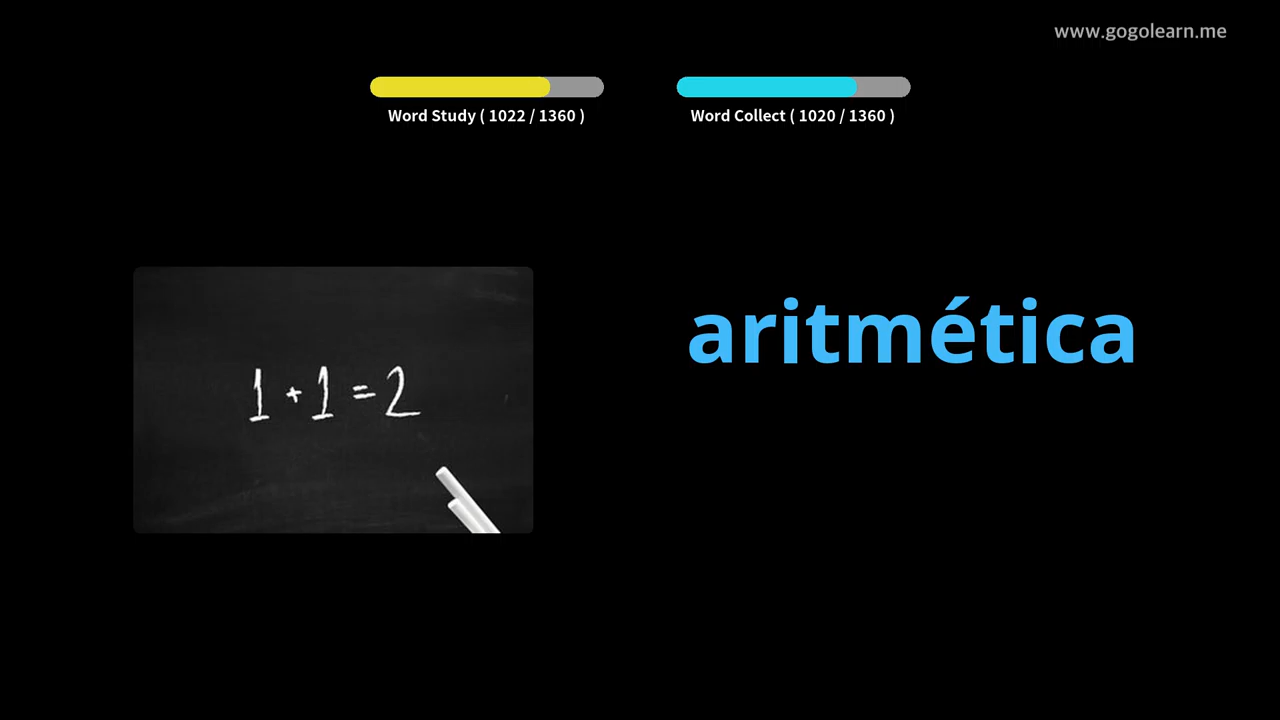 www.gogolearn.me
Word Study ( 1022 / 1360 )
Word Collect ( 1020 / 1360 )
aritmética
1 + 1 = 2